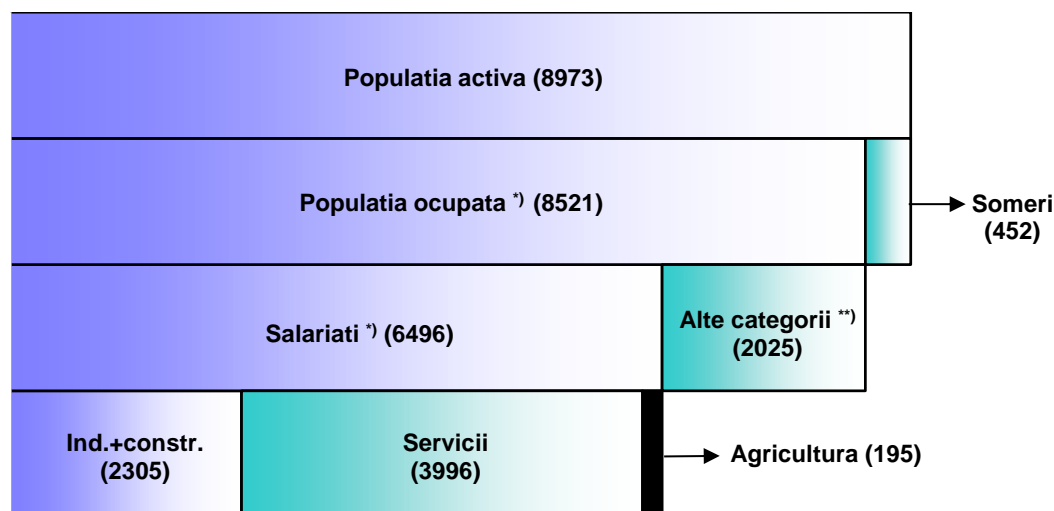 Populatia activa (8973)
Populatia ocupata *) (8521)
Someri
(452)
Salariati *) (6496)
Alte categorii **)
(2025)
Ind.+constr.
(2305)
Servicii
(3996)
Agricultura (195)